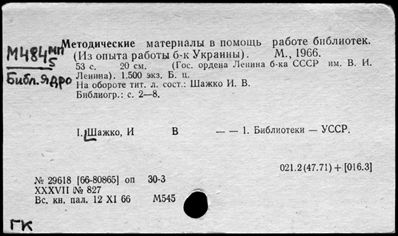 М484МП
5
Библ. Ядро
Методические материалы в помощь работе библиотек.
(Из опыта работы б-к Украины). М., 1966.
53 с. 20 см. (Гос. ордена Ленина б-ка СССР им. В. И.
Ленина). 1.500 экз. Б. ц.
На обороте тит. л. сост.: Шажко И. В.
Библиогр.: с. 2—8.
I. Шажко, И В — — 1. Библиотеки — УССР.
021.2(47.71)+[016.3]
№ 29618 [66-80865] оп 30-3
XXXVII № 827
Вс. кн. пал. 12 XI 66 М545
ГК